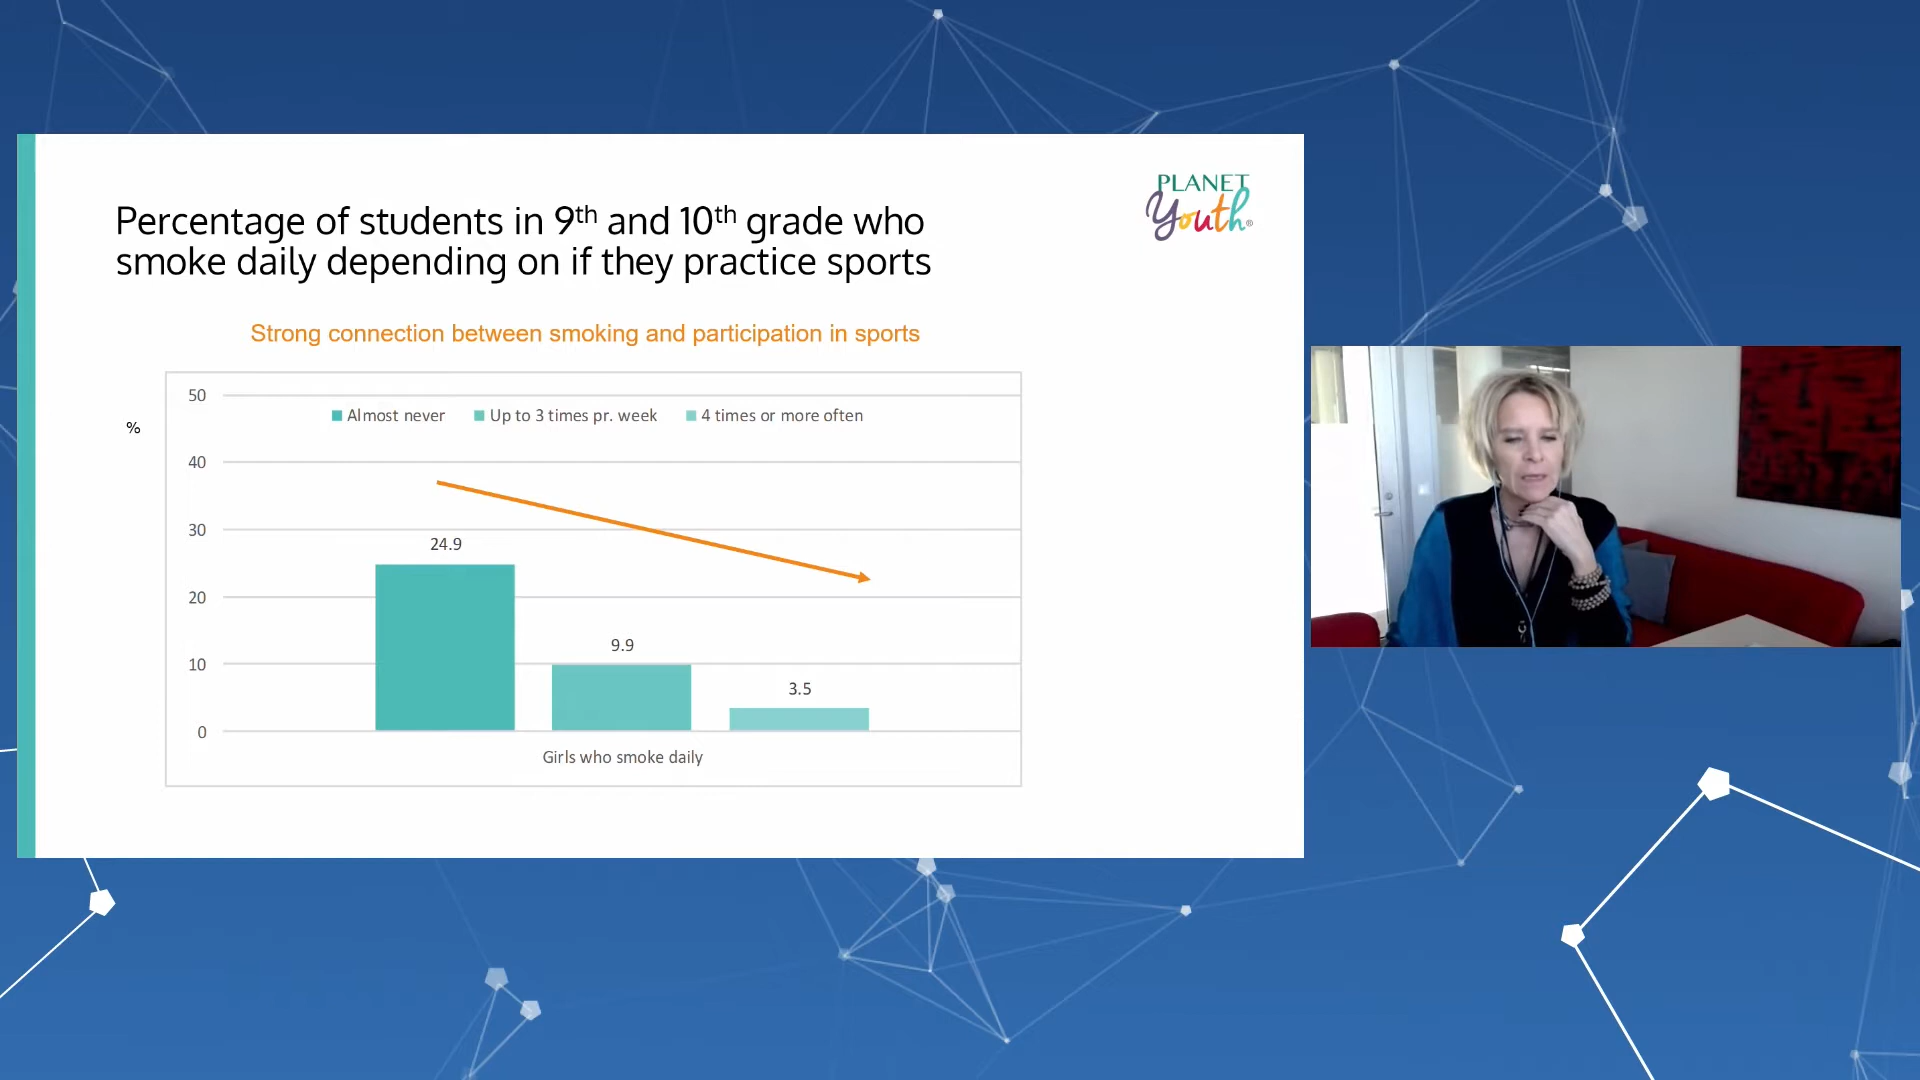 PLANET
Youth®
Percentage of students in 9th and 10th grade who
smoke daily depending on if they practice sports
Strong connection between smoking and participation in sports
%
50
Almost never
Up to 3 times pr. week
4 times or more often
40
30
24.9
20
9.9
10
3.5
0
Girls who smoke daily